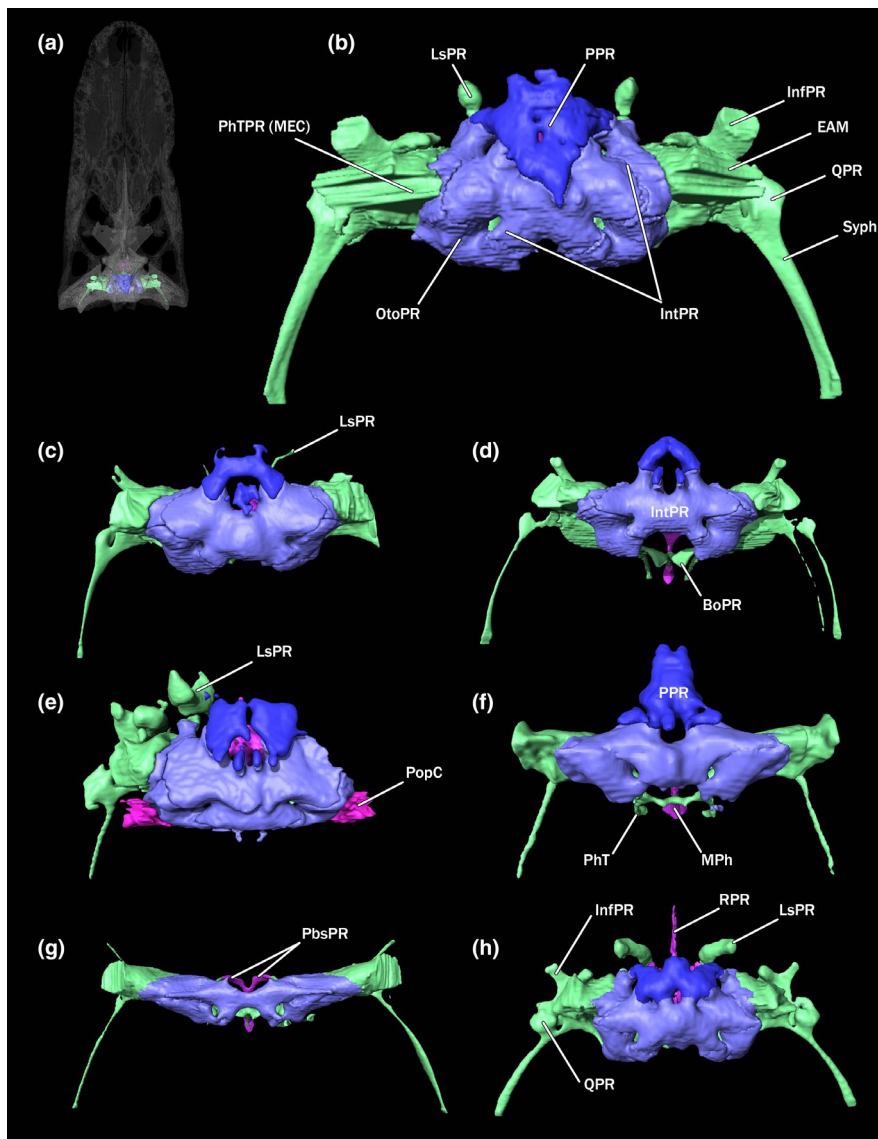 (a)
(b)
LsPR
PPR
InfPR
PhTPR (MEC)
EAM
QPR
Syph
OtoPR
IntPR
(c)
LsPR
(d)
IntPR
BoPR
LsPR
(e)
PopC
(f)
PPR
PhT
MPh
(g)
PbsPR
InfPR
RPR
LsPR
(h)
QPR